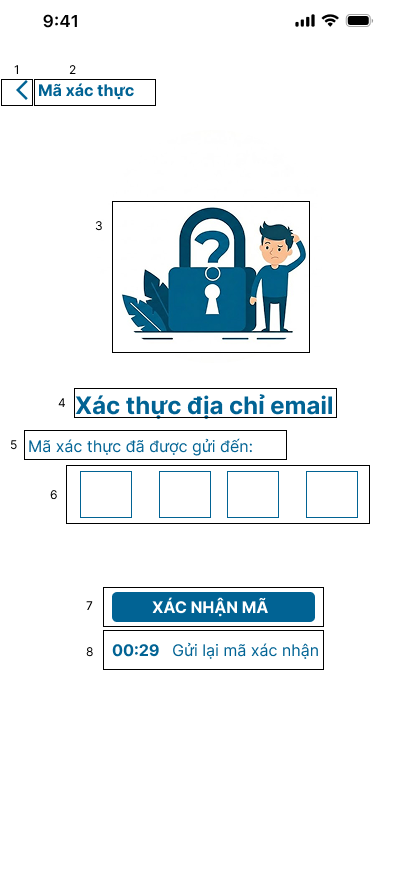 9:41
1
2
Mã xác thực
3
?
4
Xác thực địa chỉ email
5
Mã xác thực đã được gửi đến:
6
7
XÁC NHẬN MÃ
8
00:29 Gửi lại mã xác nhận